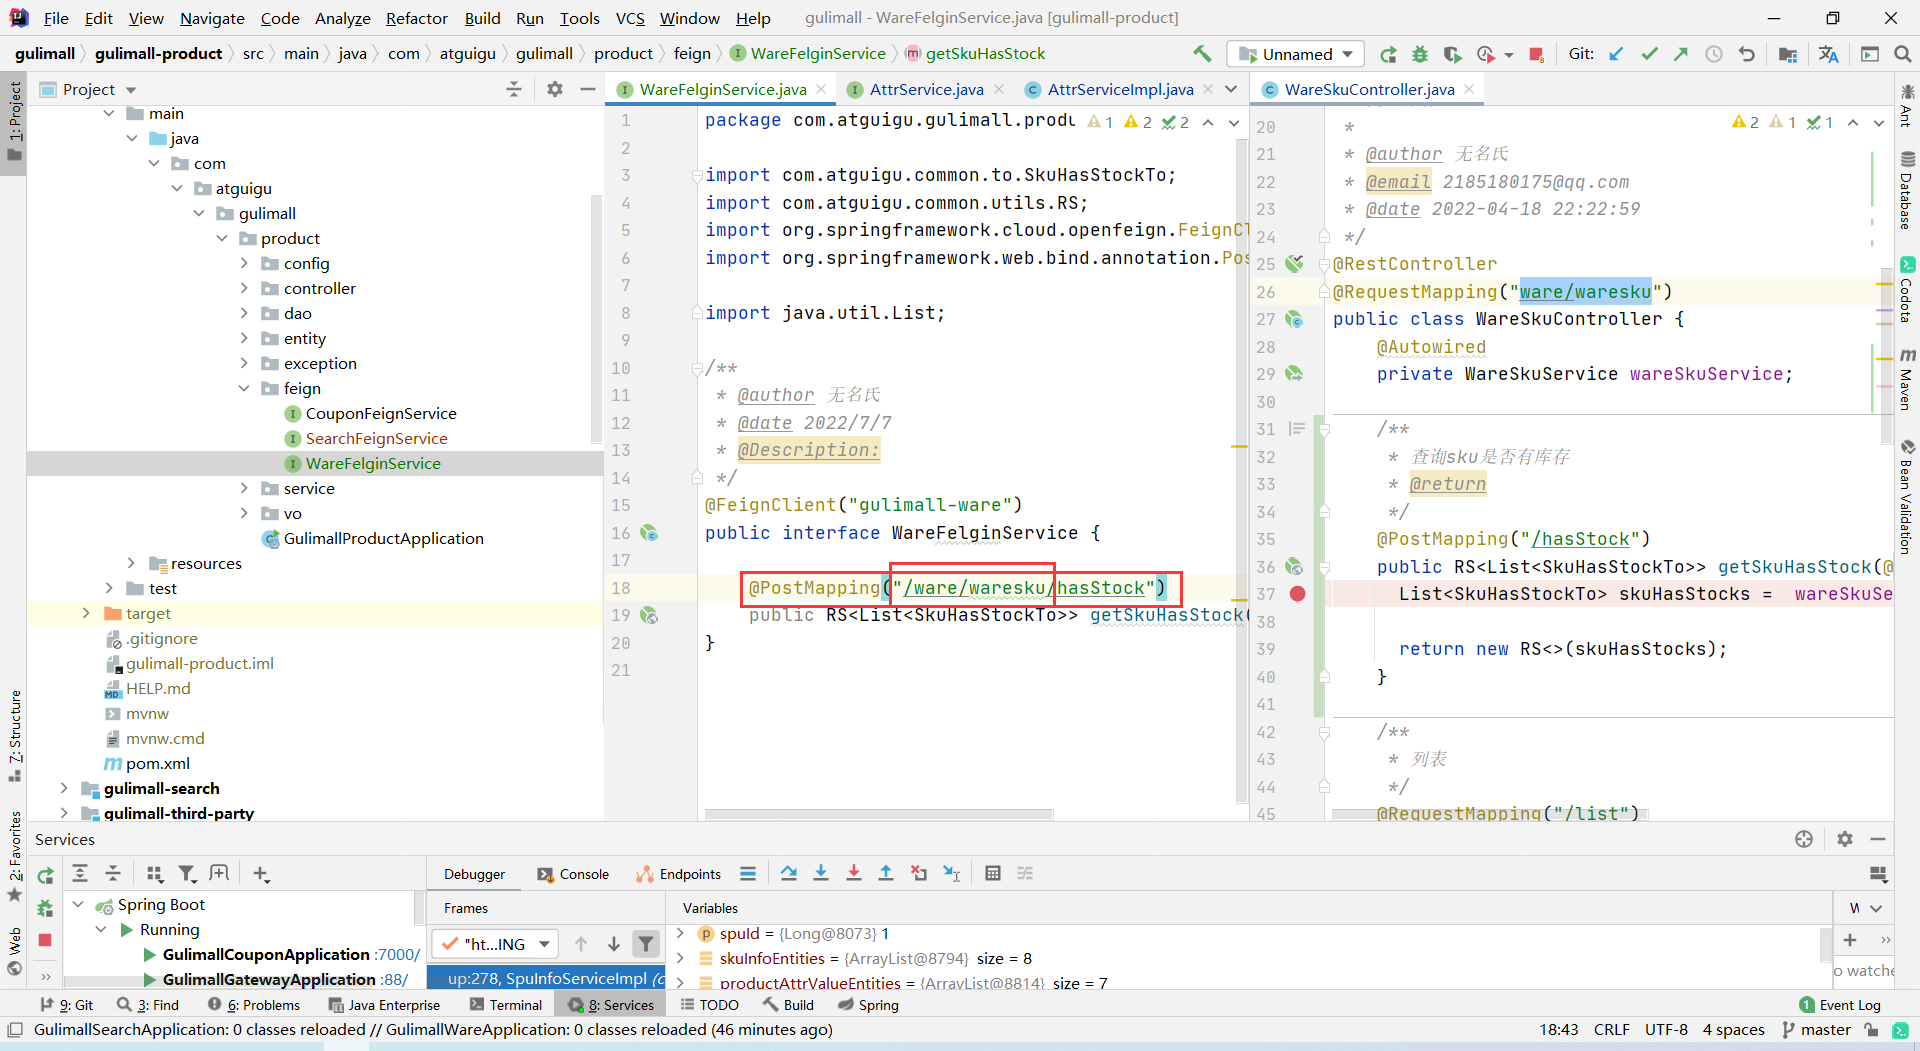 File Edit View Navigate Code Analyze Refactor Build Run Tools VCS Window Help gulimall - WareFelginService.java [gulimall-product]
gulimall gulimall-product src main java com atguigu gulimall product feign WareFelginService getSkuHasStock Unnamed Git:
1: Project
7: Structure
2: Favorites
Web
Project
main
java
com
atguigu
gulimall
product
config
controller
dao
entity
exception
feign
CouponFeignService
SearchFeignService
WareFelginService
service
vo
GulimallProductApplication
resources
test
target
.gitignore
gulimall-product.iml
HELP.md
mvnw
mvnw.cmd
pom.xml
gulimall-search
gulimall-third-party
WareFelginService.java AttrService.java AttrServiceImpl.java
1 package com.atguigu.gulimall.produ 1 2 2
2
3 import com.atguigu.common.to.SkuHasStockTo;
4 import com.atguigu.common.utils.RS;
5 import org.springframework.cloud.openfeign.FeignCl
6 import org.springframework.web.bind.annotation.Pos
7
8 import java.util.List;
9
10 /**
11 * @author 无名氏
12 * @date 2022/7/7
13 * @Description:
14 */
15 @FeignClient("gulimall-ware")
16 public interface WareFelginService {
17
18 @PostMapping("/ware/waresku/hasStock")
19 public RS<List<SkuHasStockTo>> getSkuHasStock(
20 }
21
WareSkuController.java
20 * 2 1 1
21 * @author 无名氏
22 * @email 2185180175@qq.com
23 * @date 2022-04-18 22:22:59
24 */
25 @RestController
26 @RequestMapping("ware/waresku")
27 public class WareSkuController {
28 @Autowired
29 private WareSkuService wareSkuService;
30
31 /**
32 * 查询sku是否有库存
33 * @return
34 */
35 @PostMapping("/hasStock")
36 public RS<List<SkuHasStockTo>> getSkuHasStock(@
37 List<SkuHasStockTo> skuHasStocks = wareSkuSe
38
39 return new RS<>(skuHasStocks);
40 }
41
42 /**
43 * 列表
44 */
45 @RequestMapping("/list")
Ant
Database
Codota
Maven
Bean Validation
Services
Debugger Console Endpoints
Spring Boot
Running
GulimallCouponApplication :7000/
GulimallGatewayApplication :88/
Frames
"ht...ING
up:278, SpuInfoServiceImpl (c
Variables
spuId = {Long@8073} 1
skuInfoEntities = {ArrayList@8794} size = 8
productAttrValueEntities = {ArrayList@8814} size = 7
W
o watche
9: Git 3: Find 6: Problems Java Enterprise Terminal 8: Services TODO Build Spring 1 Event Log
GulimallSearchApplication: 0 classes reloaded // GulimallWareApplication: 0 classes reloaded (46 minutes ago) 18:43 CRLF UTF-8 4 spaces master